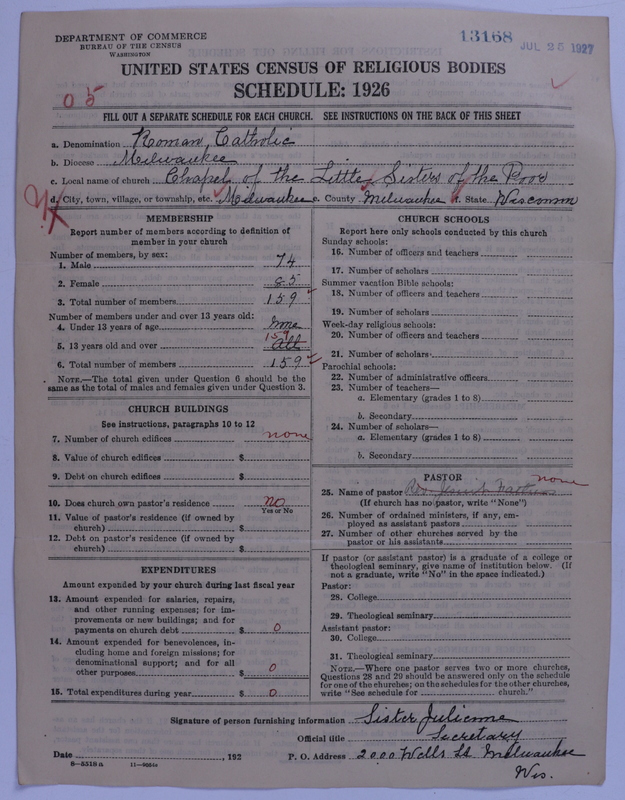 DEPARTMENT OF COMMERCE
BUREAU OF THE CENSUS
WASHINGTON
13168
JUL 25 1927
UNITED STATES CENSUS OF RELIGIOUS BODIES
SCHEDULE: 1926
05
FILL OUT A SEPARATE SCHEDULE FOR EACH CHURCH. SEE INSTRUCTIONS ON THE BACK OF THIS SHEET
a. Denomination Roman Catholic
b. Diocese Milwaukee
c. Local name of church Chapel of the Little Sisters of the Poor
d. City, town, village, or township, etc. Milwaukee e. County Milwaukee f. State Wisconsin
MEMBERSHIP
Report number of members according to definition of
member in your church
Number of members, by sex:
1. Male 74
2. Female 85
3. Total number of members 159
Number of members under and over 13 years old:
4. Under 13 years of age None
159
5. 13 years old and over All
6. Total number of members 159
NOTE.—The total given under Question 6 should be the
same as the total of males and females given under Question 3.
CHURCH BUILDINGS
See instructions, paragraphs 10 to 12
7. Number of church edifices none
8. Value of church edifices $
9. Debt on church edifices $
10. Does church own pastor's residence no
Yes or No
11. Value of pastor's residence (if owned by
church) $
12. Debt on pastor's residence (if owned by
church) $
EXPENDITURES
Amount expended by your church during last fiscal year
13. Amount expended for salaries, repairs,
and other running expenses; for im-
provements or new buildings; and for
payments on church debt $ 0
14. Amount expended for benevolences, in-
cluding home and foreign missions; for
denominational support; and for all
other purposes $ 0
15. Total expenditures during year $ 0
CHURCH SCHOOLS
Report here only schools conducted by this church
Sunday schools:
16. Number of officers and teachers
17. Number of scholars
Summer vacation Bible schools:
18. Number of officers and teachers
19. Number of scholars
Week-day religious schools:
20. Number of officers and teachers
21. Number of scholars
Parochial schools:
22. Number of administrative officers
23. Number of teachers—
a. Elementary (grades 1 to 8)
b. Secondary
24. Number of scholars—
a. Elementary (grades 1 to 8)
b. Secondary
PASTOR
none
25. Name of pastor Jesuit Fathers
(If church has no pastor, write "None")
26. Number of ordained ministers, if any, em-
ployed as assistant pastors
27. Number of other churches served by the
pastor or his assistants
If pastor (or assistant pastor) is a graduate of a college or
theological seminary, give name of institution below. (If
not a graduate, write "No" in the space indicated.)
Pastor:
28. College
29. Theological seminary
Assistant pastor:
30. College
31. Theological seminary
NOTE.—Where one pastor serves two or more churches,
Questions 28 and 29 should be answered only on the schedule
for one of the churches; on the schedules for the other churches,
write "See schedule for church."
Signature of person furnishing information Sister Julienne
Official title Secretary
Date , 192 P. O. Address 2000 Wells St. Milwaukee
Wis.
8-5518a 11-9664a